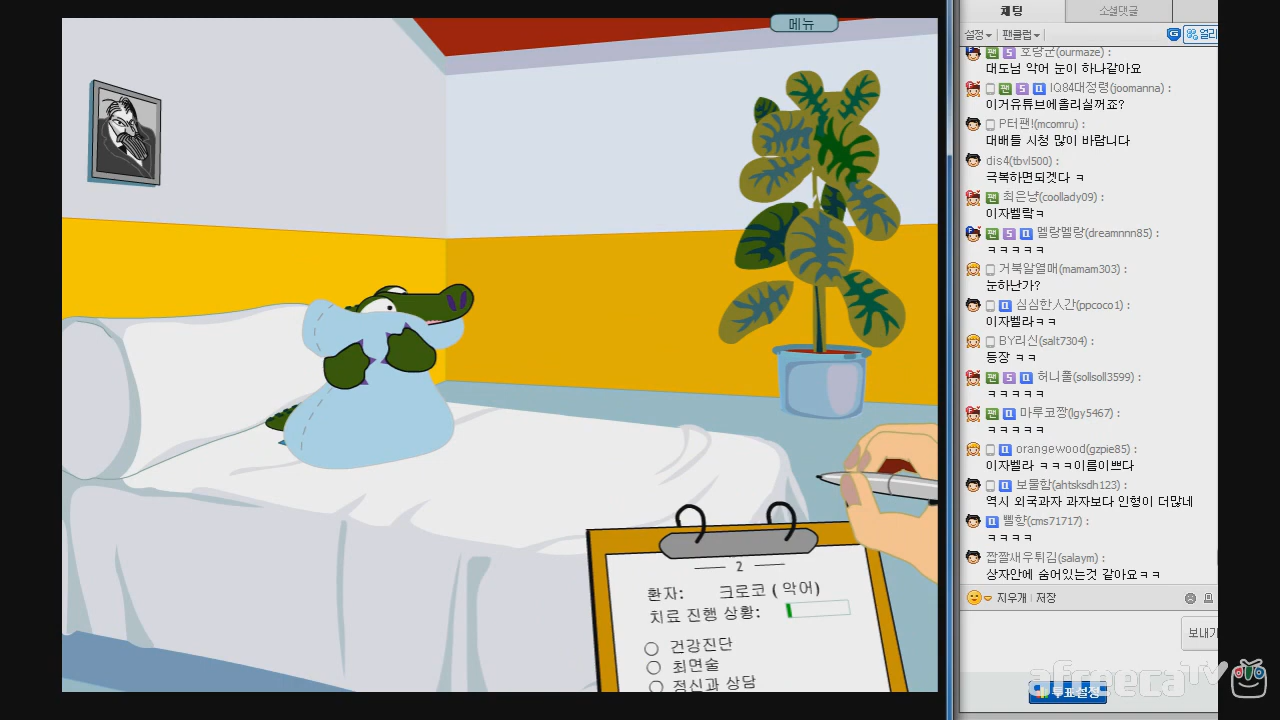 메뉴
2
환자: 크로코 ( 악어)
치료 진행 상황:
건강진단
최면술
정신과 상담
채팅
소셜댓글
설정 | 팬클럽
얼리
호랑군(ourmaze) :
대도님 악어 눈이 하나같아요
IQ84대정령(joomanna) :
이거유튜브에올리실꺼죠?
P터팬!(mcomru) :
대배틀 시청 많이 바랍니다
dis4(tbvl500) :
극복하면되겟다 ㅋ
최은냥(coollady09) :
이자벨랔ㅋ
멜랑멜랑(dreamnnn85) :
ㅋㅋㅋㅋㅋ
거북알열매(mamam303) :
눈하난가?
심심한人간(ppcoco1) :
이자벨라ㅋㅋ
BY리신(salt7304) :
등장 ㅋㅋ
허니풀(sollsoll3599) :
ㅋㅋㅋㅋㅋ
마루코짱(lgy5467) :
ㅋㅋㅋㅋㅋ
orangewood(gzpie85) :
이자벨라 ㅋㅋㅋ이름이쁘다
보물함(ahtsksdh123) :
역시 외국과자 과자보다 인형이 더많네
삘향(cms71717) :
ㅋㅋㅋㅋ
짭짤새우튀김(salaym) :
상자안에 숨어있는것 같아요ㅋㅋ
지우개 | 저장
보내기
afreecaTV
투표설정